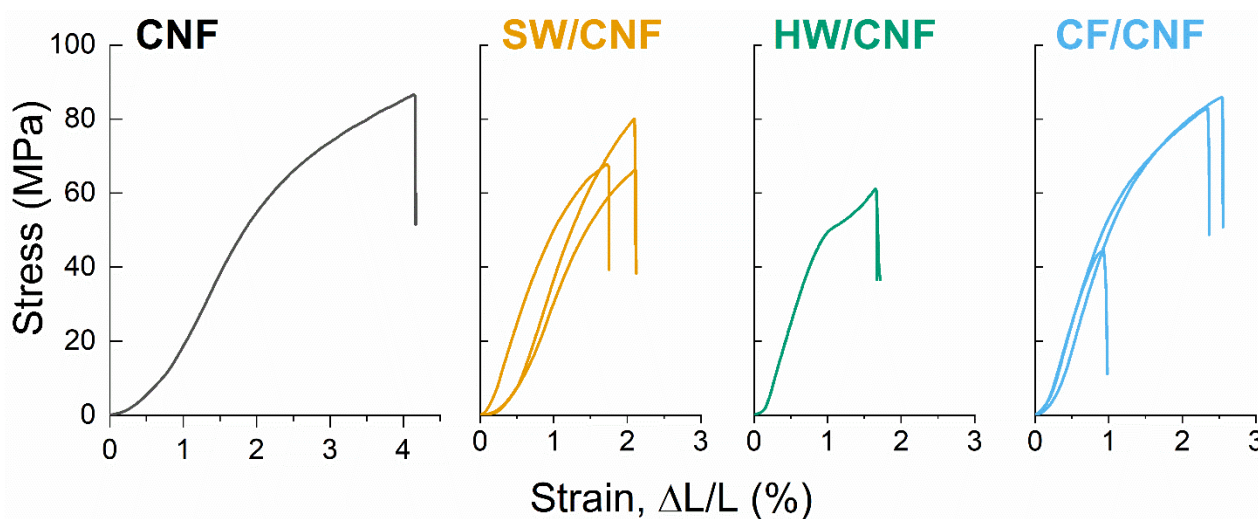 CNF
SW/CNF
HW/CNF
CF/CNF
Stress (MPa)
100
80
60
40
20
0
0 1 2 3 4
0 1 2 3
0 1 2 3
0 1 2 3
Strain, ΔL/L (%)